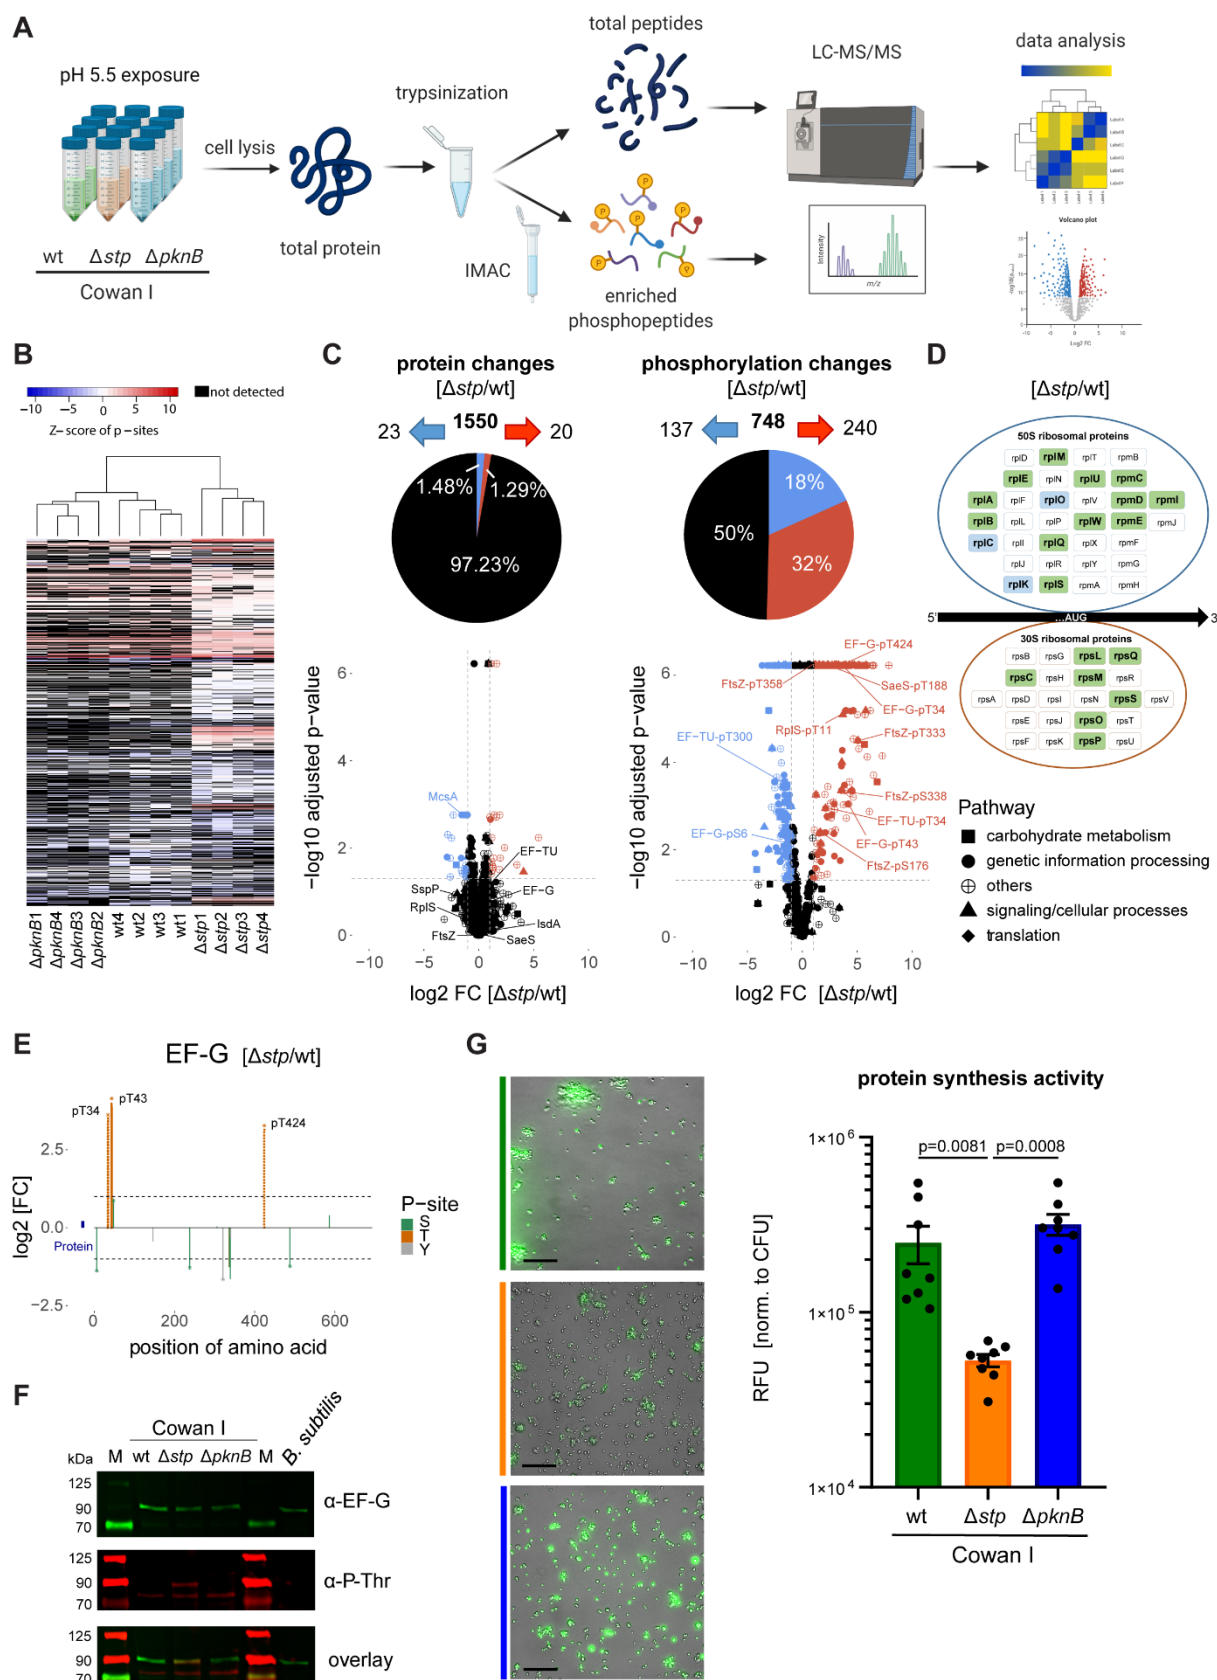 A
pH 5.5 exposure
wt Δstp ΔpknB
Cowan I
cell lysis
total protein
trypsinization
IMAC
total peptides
enriched
phosphopeptides
LC-MS/MS
Intensity
m/z
data analysis
Volcano plot
Log2 FC
B
-10 -5 0 5 10
Z-score of p-sites
not detected
ΔpknB1
ΔpknB4
ΔpknB3
ΔpknB2
wt4
wt2
wt3
wt1
Δstp1
Δstp2
Δstp3
Δstp4
C
protein changes
[Δstp/wt]
23 1550 20
1.48% 1.29%
97.23%
phosphorylation changes
[Δstp/wt]
137 748 240
18%
50%
32%
−log10 adjusted p-value
6
4
2
0
McsA
EF-TU
SspP
EF-G
RplS
IsdA
FtsZ
SaeS
−10 −5 0 5 10
log2 FC [Δstp/wt]
−log10 adjusted p-value
6
4
2
0
EF-G-pT424
FtsZ-pT358
SaeS-pT188
EF-G-pT34
RplS-pT11
FtsZ-pT333
EF-TU-pT300
FtsZ-pS338
EF-TU-pT34
EF-G-pS6
EF-G-pT43
FtsZ-pS176
−10 −5 0 5 10
log2 FC [Δstp/wt]
D
[Δstp/wt]
50S ribosomal proteins
rplD rplM rplT rpmB
rplE rplN rplU rpmC
rplA rplF rplO rplV rpmD rpmI
rplB rplL rplP rplW rpmE rpmJ
rplC rplI rplQ rplX rpmF
rplJ rplR rplY rpmG
rplK rplS rpmA rpmH
5' ...AUG 3'
30S ribosomal proteins
rpsB rpsG rpsL rpsQ
rpsC rpsH rpsM rpsR
rpsA rpsD rpsI rpsN rpsS rpsV
rpsE rpsJ rpsO rpsT
rpsF rpsK rpsP rpsU
Pathway
carbohydrate metabolism
genetic information processing
others
signaling/cellular processes
translation
E
EF-G [Δstp/wt]
log2 [FC]
2.5
0.0
−2.5
pT34
pT43
pT424
Protein
P−site
S
T
Y
0 200 400 600
position of amino acid
F
Cowan I
kDa M wt Δstp ΔpknB M B. subtilis
125
90
70
α-EF-G
125
90
70
α-P-Thr
125
90
70
overlay
G
protein synthesis activity
RFU [norm. to CFU]
1×10⁶
1×10⁵
1×10⁴
p=0.0081 p=0.0008
wt Δstp ΔpknB
Cowan I